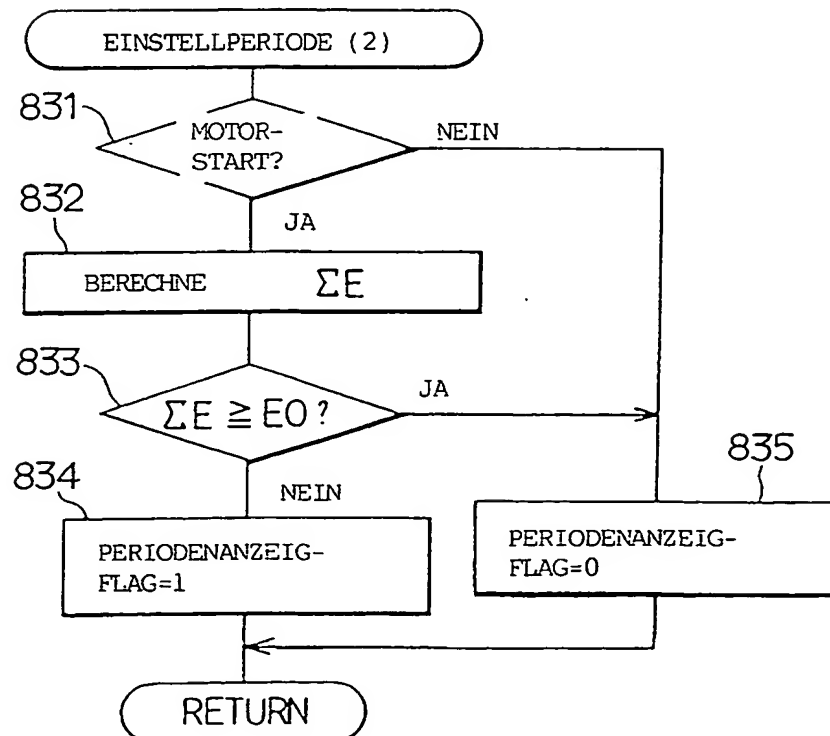 EINSTELLPERIODE (2)
831
MOTOR-
START?
NEIN
JA
832
BERECHNE ΣE
833
ΣE ≧ EO ?
JA
NEIN
834
PERIODENANZEIG-
FLAG=1
835
PERIODENANZEIG-
FLAG=0
RETURN